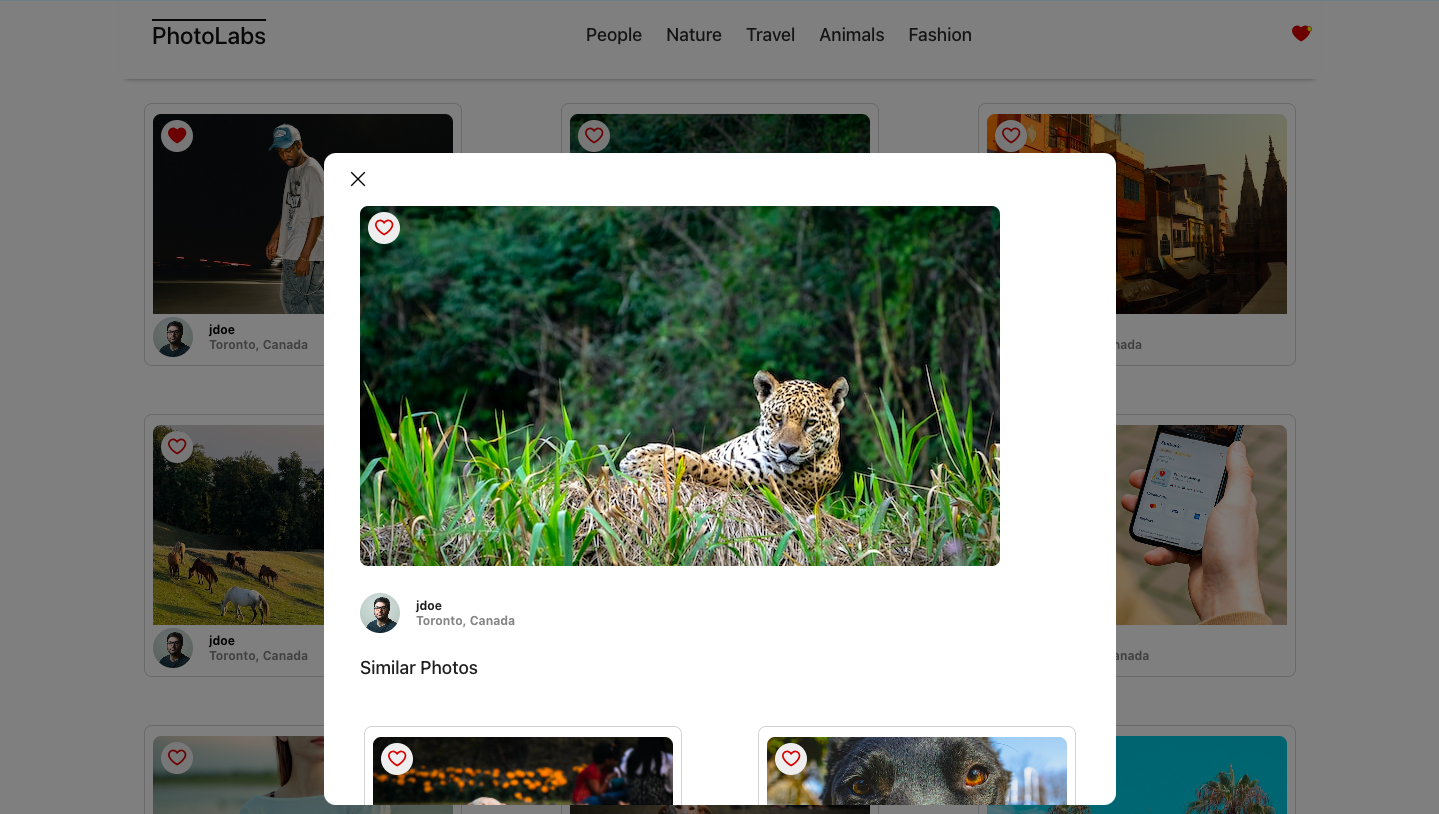 PhotoLabs
People
Nature
Travel
Animals
Fashion
jdoe
Toronto, Canada
nada
jdoe
Toronto, Canada
Similar Photos
jdoe
Toronto, Canada
anada